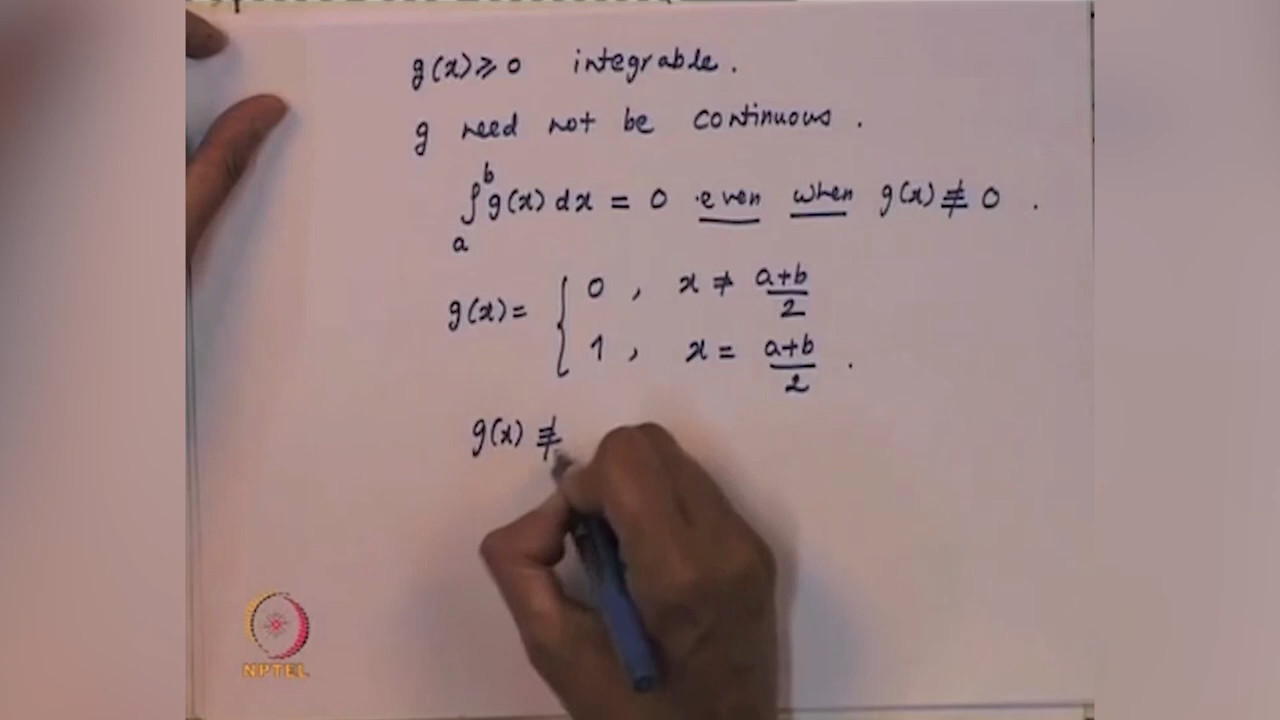 g(x) ≥ 0 integrable.
g need not be continuous.
∫_a^b g(x) dx = 0 even when g(x) ≢ 0.
g(x) = { 0, x ≠ (a+b)/2
1, x = (a+b)/2.
g(x) ≢
NPTEL